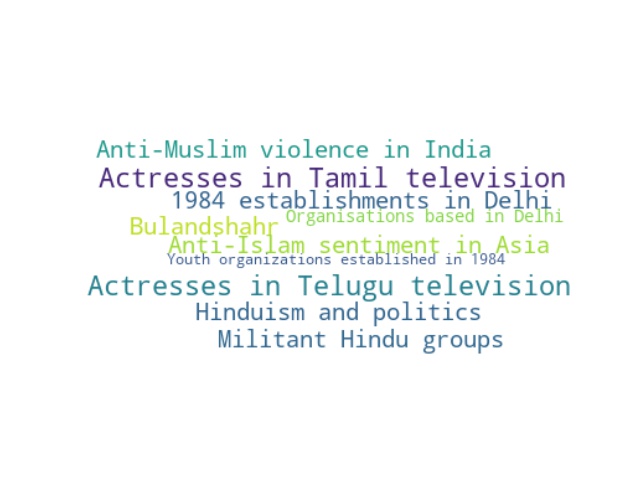 Anti-Muslim violence in India
Actresses in Tamil television
1984 establishments in Delhi
Organisations based in Delhi
Bulandshahr
Anti-Islam sentiment in Asia
Youth organizations established in 1984
Actresses in Telugu television
Hinduism and politics
Militant Hindu groups